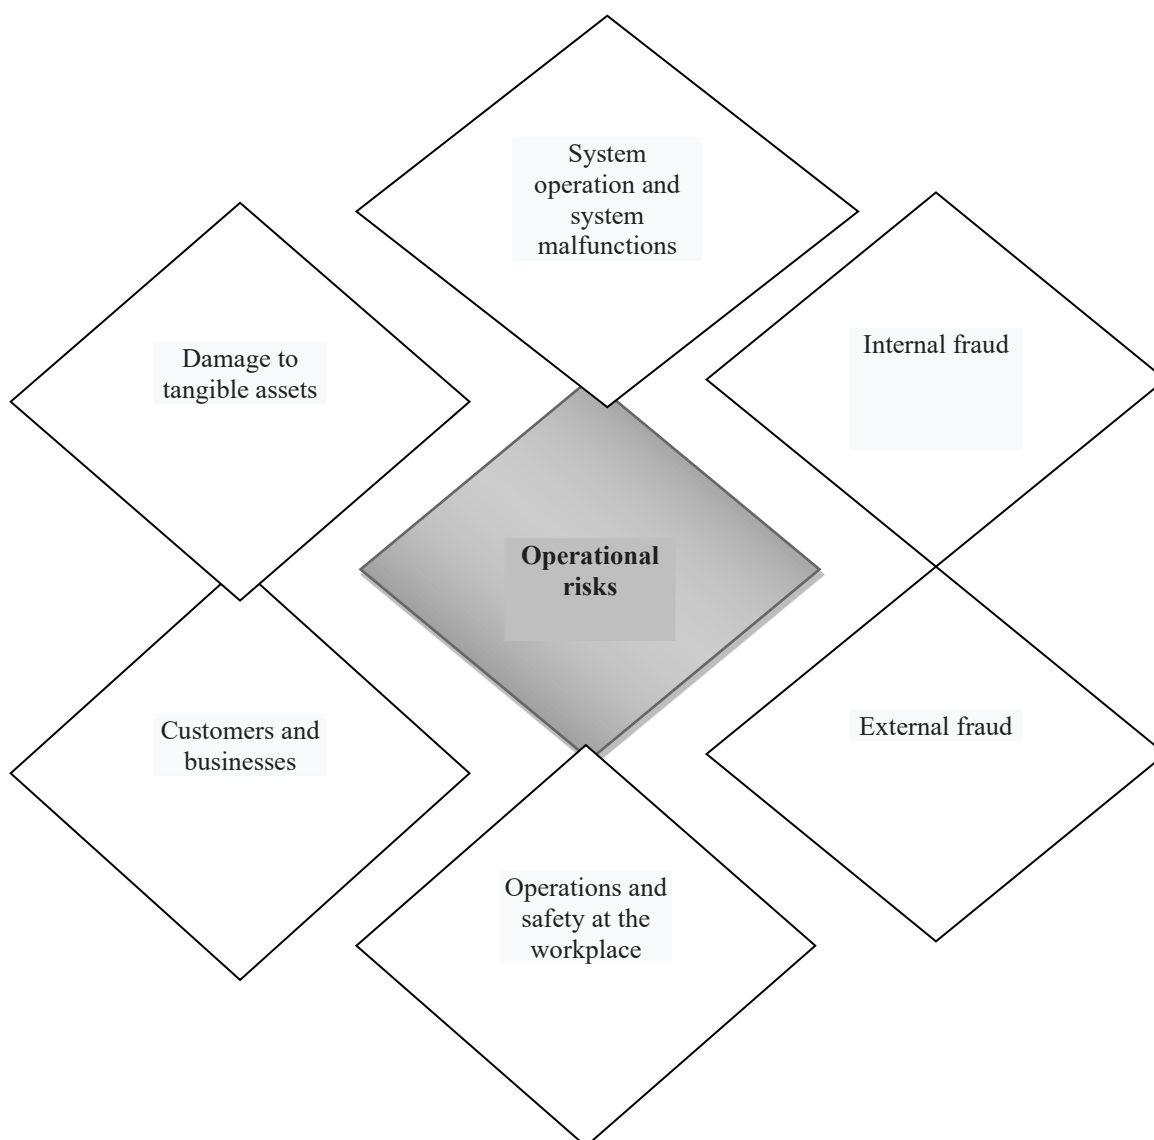 System
operation and
system
malfunctions
Internal fraud
Damage to
tangible assets
Operational
risks
External fraud
Customers and
businesses
Operations and
safety at the
workplace